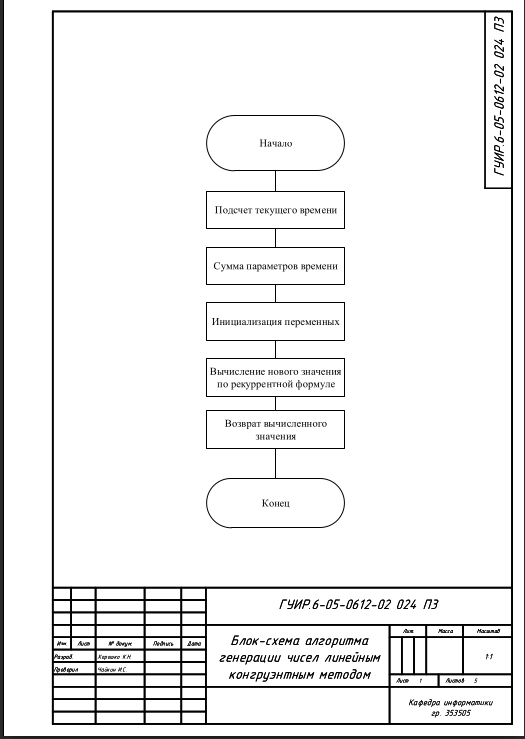 ГУИР.6-05-0612-02 024 ПЗ
Начало
Подсчет текущего времени
Сумма параметров времени
Инициализация переменных
Вычисление нового значения
по рекуррентной формуле
Возврат вычисленного
значения
Конец
ГУИР.6-05-0612-02 024 ПЗ
Изм Лист № докум. Подпись Дата
Разраб.
Проверил Чайкин И.С.
Блок-схема алгоритма
генерации чисел линейным
конгруэнтным методом
Лит. Масса Масштаб
1:1
Лист 1 Листов 5
Кафедра информатики
гр. 353505